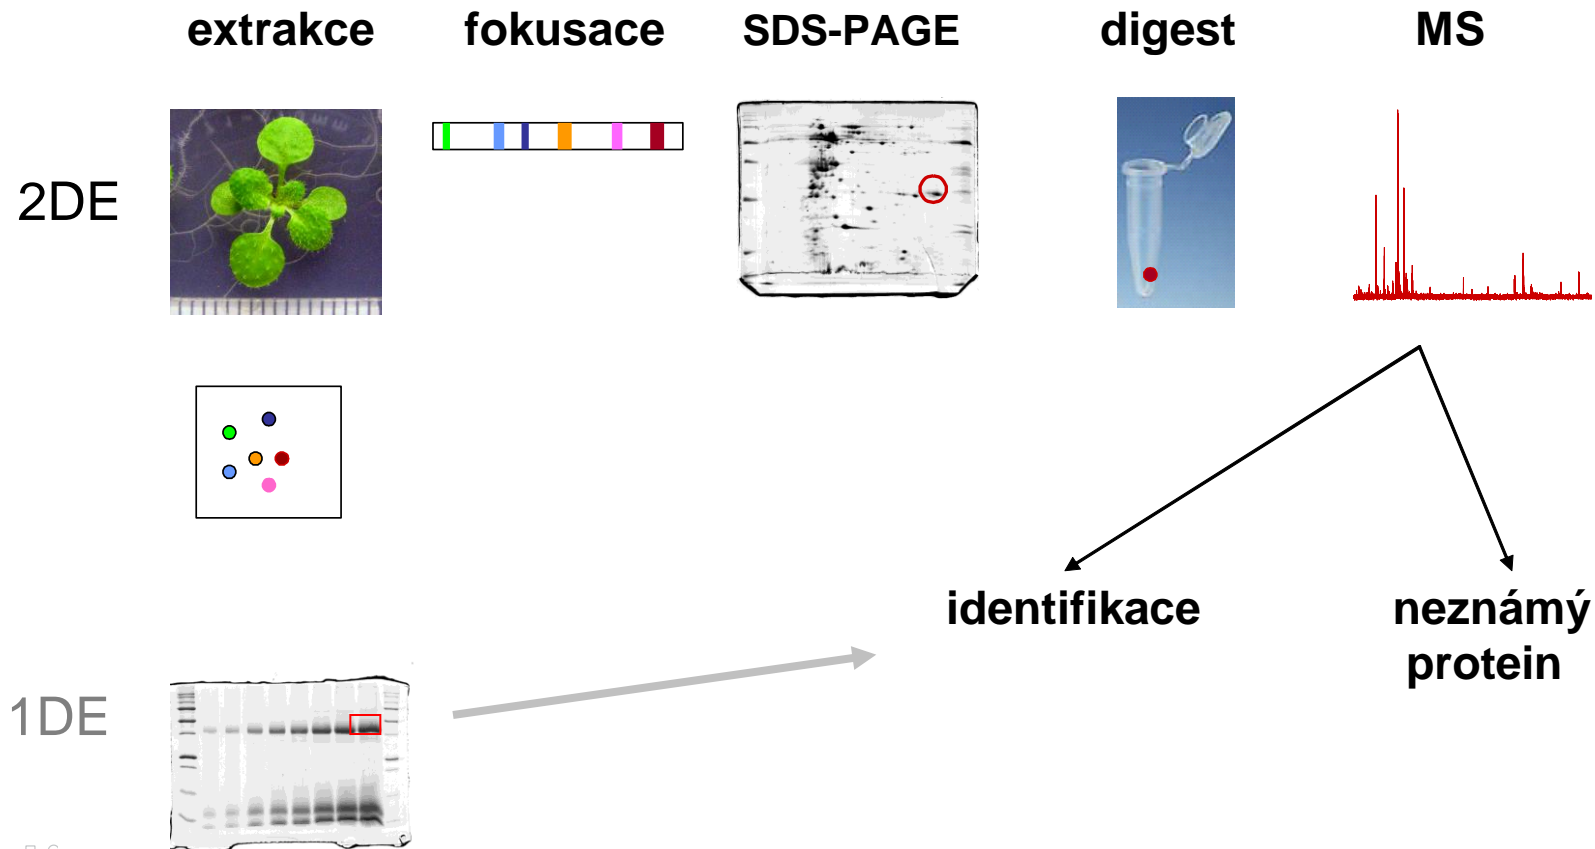 extrakce fokusace SDS-PAGE digest MS
2DE
identifikace neznámý
protein
1DE